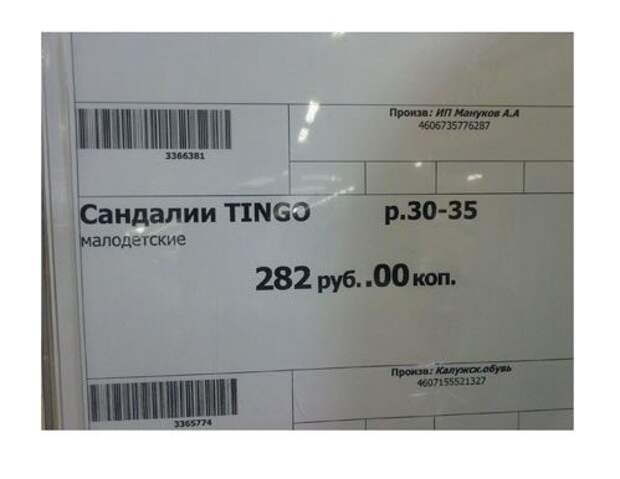 Произв: ИП Мануков А.А
4606735776287
3366381
Сандалии TINGO р.30-35
малодетские
282 руб..00 коп.
Произв: Калужск.обувь
4607155521327
3365774